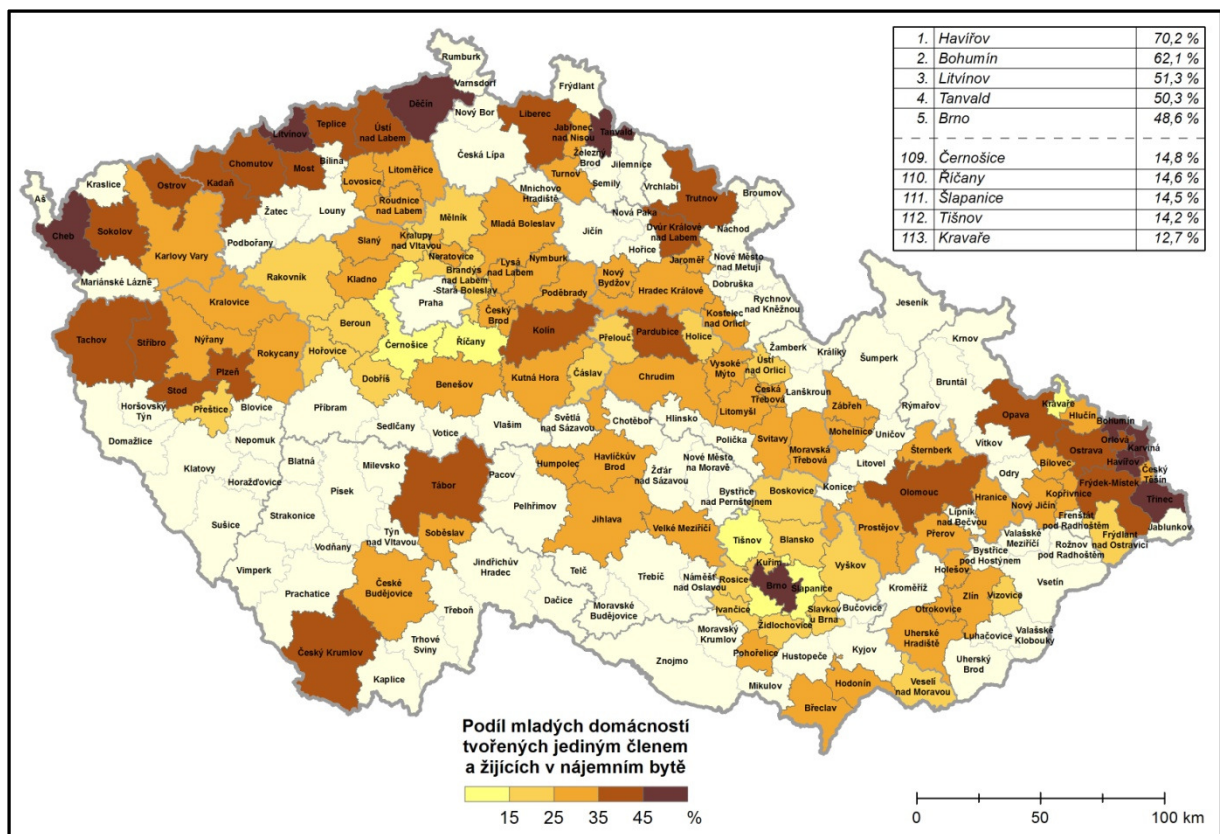 1. Havířov 70,2 %
2. Bohumín 62,1 %
3. Litvínov 51,3 %
4. Tanvald 50,3 %
5. Brno 48,6 %
109. Černošice 14,8 %
110. Říčany 14,6 %
111. Šlapanice 14,5 %
112. Tišnov 14,2 %
113. Kravaře 12,7 %
Rumburk
Varnsdorf
Děčín
Nový Bor
Frýdlant
Liberec
Jablonec
nad Nisou
Tanvald
Litvínov
Teplice
Ústí
nad Labem
Česká Lípa
Železný
Brod
Jilemnice
Semily
Turnov
Vrchlabí
Trutnov
Broumov
Chomutov
Most
Bílina
Lovosice
Litoměřice
Roudnice
nad Labem
Mnichovo
Hradiště
Kraslice
Aš
Ostrov
Kadaň
Žatec
Louny
Podbořany
Mělník
Mladá Boleslav
Jičín
Nová Paka
Hořice
Dvůr Králové
nad Labem
Náchod
Cheb
Sokolov
Karlovy Vary
Mariánské Lázně
Rakovník
Slaný
Kladno
Kralupy
nad Vltavou
Neratovice
Brandýs
nad Labem
-Stará Boleslav
Lysá
nad Labem
Nymburk
Poděbrady
Nový
Bydžov
Jaroměř
Hradec Králové
Nové Město
nad Metují
Dobruška
Rychnov
nad Kněžnou
Kostelec
nad Orlicí
Praha
Český
Brod
Kolín
Přelouč
Pardubice
Holice
Žamberk
Králíky
Jeseník
Krnov
Šumperk
Bruntál
Rýmařov
Kralovice
Tachov
Stříbro
Nýřany
Plzeň
Rokycany
Hořovice
Beroun
Černošice
Říčany
Dobříš
Benešov
Kutná Hora
Čáslav
Chrudim
Vysoké
Mýto
Ústí
nad Orlicí
Česká
Třebová
Lanškroun
Litomyšl
Zábřeh
Mohelnice
Stod
Přeštice
Blovice
Horšovský
Týn
Domažlice
Nepomuk
Příbram
Sedlčany
Votice
Vlašim
Světlá
nad Sázavou
Chotěboř
Hlinsko
Polička
Svitavy
Moravská
Třebová
Uničov
Litovel
Šternberk
Opava
Kravaře
Hlučín
Bohumín
Orlová
Karviná
Ostrava
Havířov
Český
Těšín
Vítkov
Bílovec
Frýdek-Místek
Třinec
Jablunkov
Klatovy
Horažďovice
Blatná
Milevsko
Písek
Tábor
Pacov
Pelhřimov
Humpolec
Havlíčkův
Brod
Žďár
nad Sázavou
Nové Město
na Moravě
Bystřice
nad Pernštejnem
Boskovice
Konice
Olomouc
Odry
Hranice
Nový Jičín
Kopřivnice
Frenštát
pod Radhoštěm
Frýdlant
nad Ostravicí
Lipník
nad Bečvou
Valašské
Meziříčí
Rožnov
pod Radhoštěm
Sušice
Strakonice
Vodňany
Týn
nad Vltavou
Soběslav
Jihlava
Velké Meziříčí
Tišnov
Blansko
Prostějov
Přerov
Bystřice
pod Hostýnem
Vsetín
Vimperk
Prachatice
České
Budějovice
Jindřichův
Hradec
Třeboň
Telč
Třebíč
Dačice
Moravské
Budějovice
Náměšť
nad Oslavou
Rosice
Kuřim
Brno
Šlapanice
Vyškov
Ivančice
Slavkov
u Brna
Bučovice
Židlochovice
Kroměříž
Holešov
Zlín
Vizovice
Otrokovice
Luhačovice
Valašské
Klobouky
Uherské
Hradiště
Uherský
Brod
Český Krumlov
Trhové
Sviny
Kaplice
Znojmo
Moravský
Krumlov
Pohořelice
Hustopeče
Kyjov
Mikulov
Hodonín
Veselí
nad Moravou
Břeclav
Podíl mladých domácností
tvořených jediným členem
a žijících v nájemním bytě
15 25 35 45 %
0 50 100 km